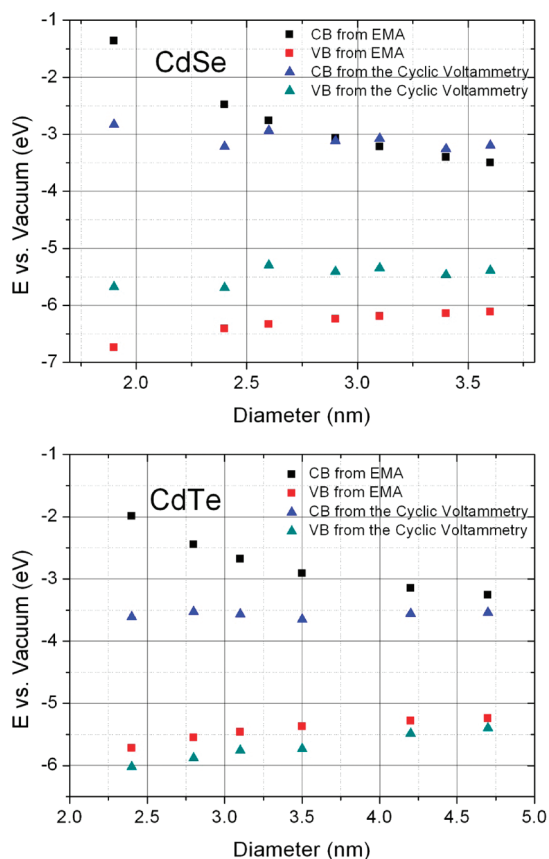 -1
CdSe
CB from EMA
VB from EMA
CB from the Cyclic Voltammetry
VB from the Cyclic Voltammetry
-2
-3
-4
-5
-6
-7
E vs. Vacuum (eV)
2.0 2.5 3.0 3.5
Diameter (nm)
-1
CdTe
CB from EMA
VB from EMA
CB from the Cyclic Voltammetry
VB from the Cyclic Voltammetry
-2
-3
-4
-5
-6
E vs. Vacuum (eV)
2.0 2.5 3.0 3.5 4.0 4.5 5.0
Diameter (nm)